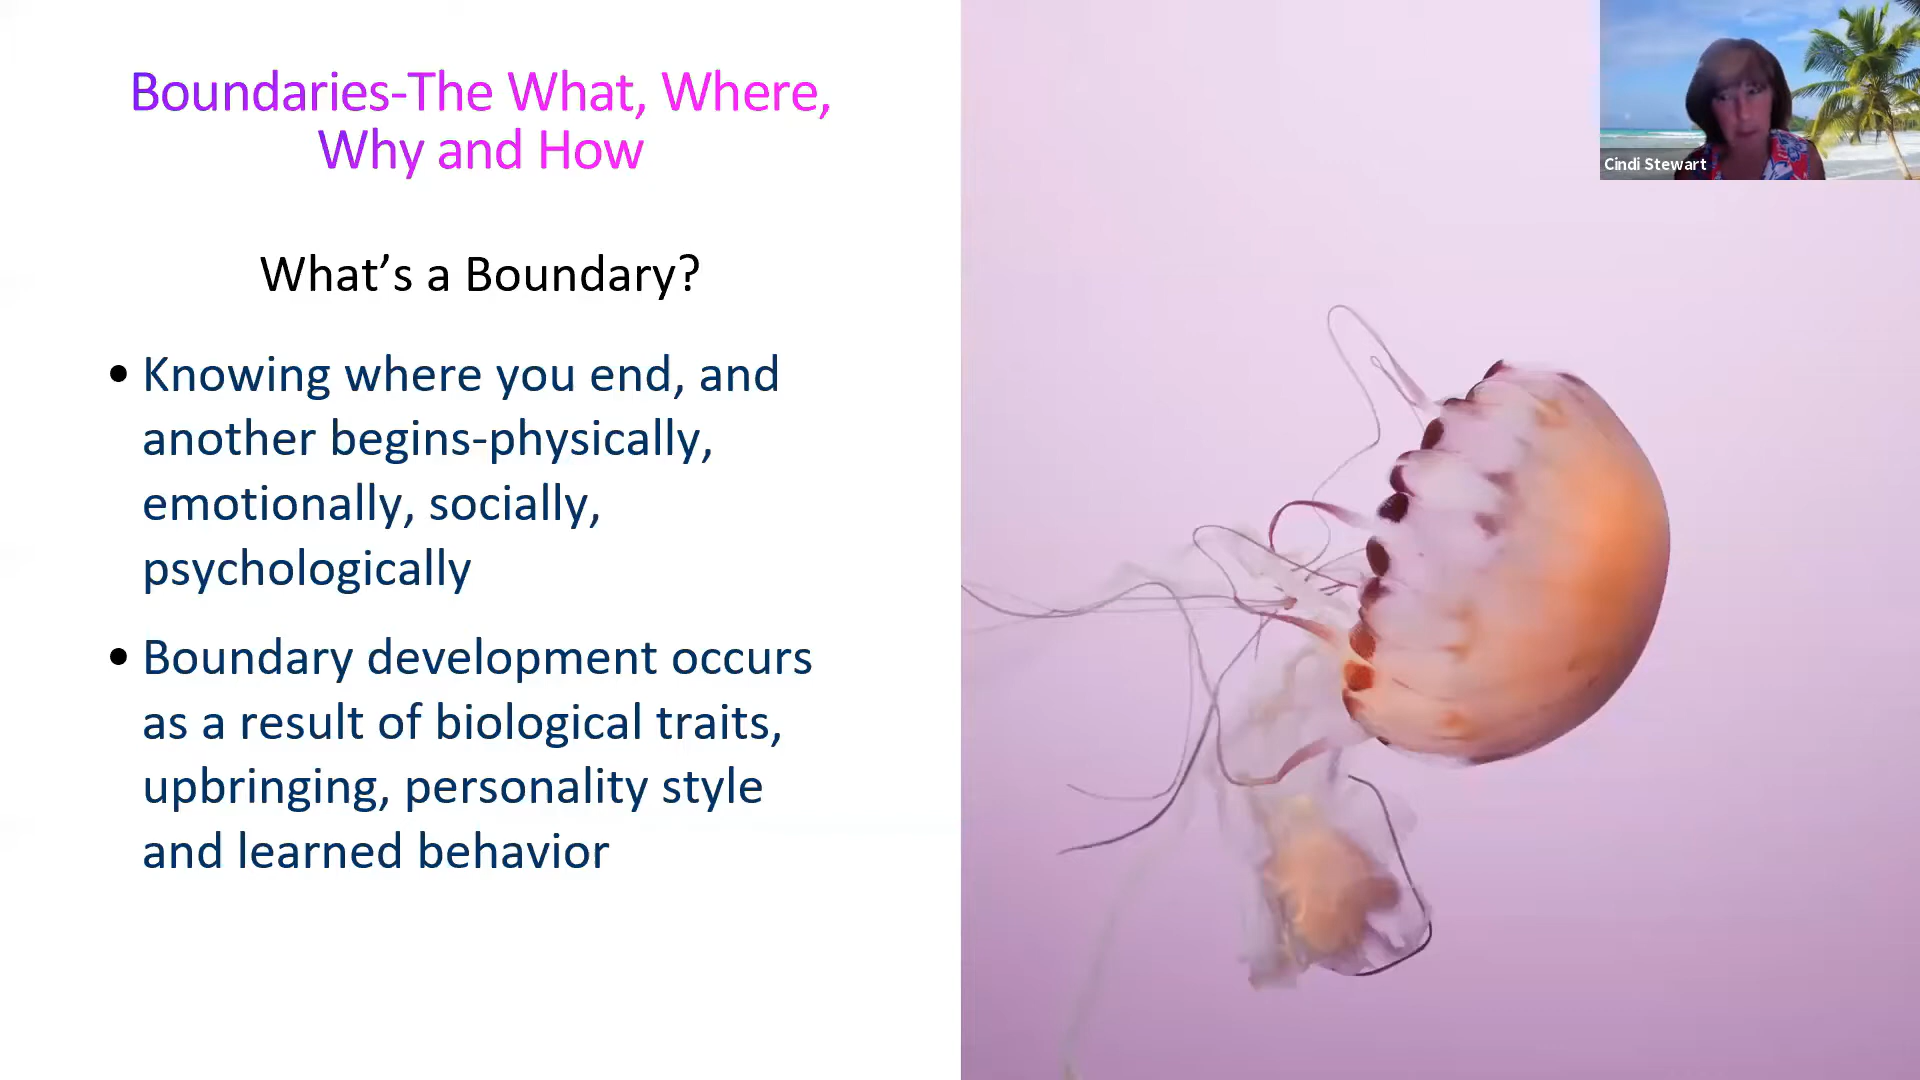 Boundaries-The What, Where,
Why and How
What’s a Boundary?
• Knowing where you end, and
another begins-physically,
emotionally, socially,
psychologically
• Boundary development occurs
as a result of biological traits,
upbringing, personality style
and learned behavior
Cindi Stewart